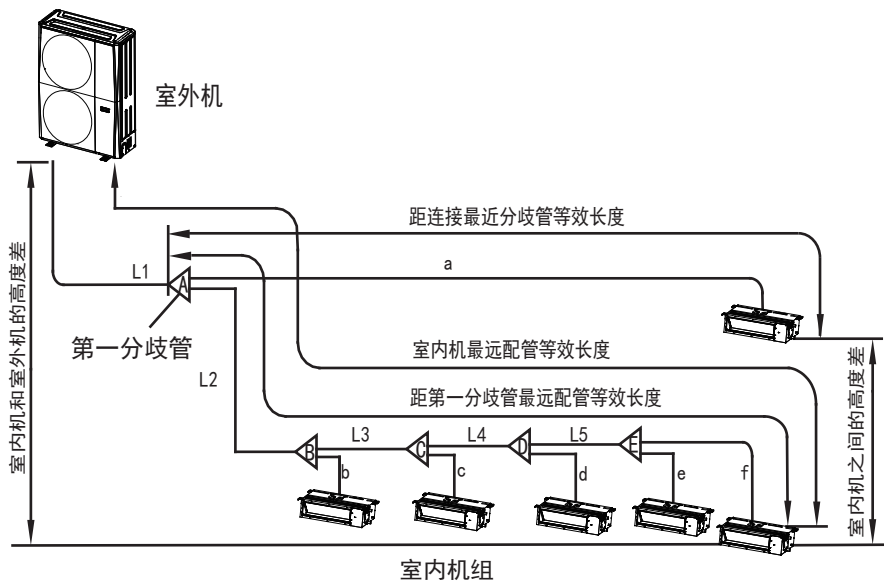 室外机
距连接最近分歧管等效长度
a
L1
A
第一分歧管
室内机最远配管等效长度
L2
距第一分歧管最远配管等效长度
L3
L4
L5
B
C
D
E
b
c
d
e
f
室内机和室外机的高度差
室内机之间的高度差
室内机组